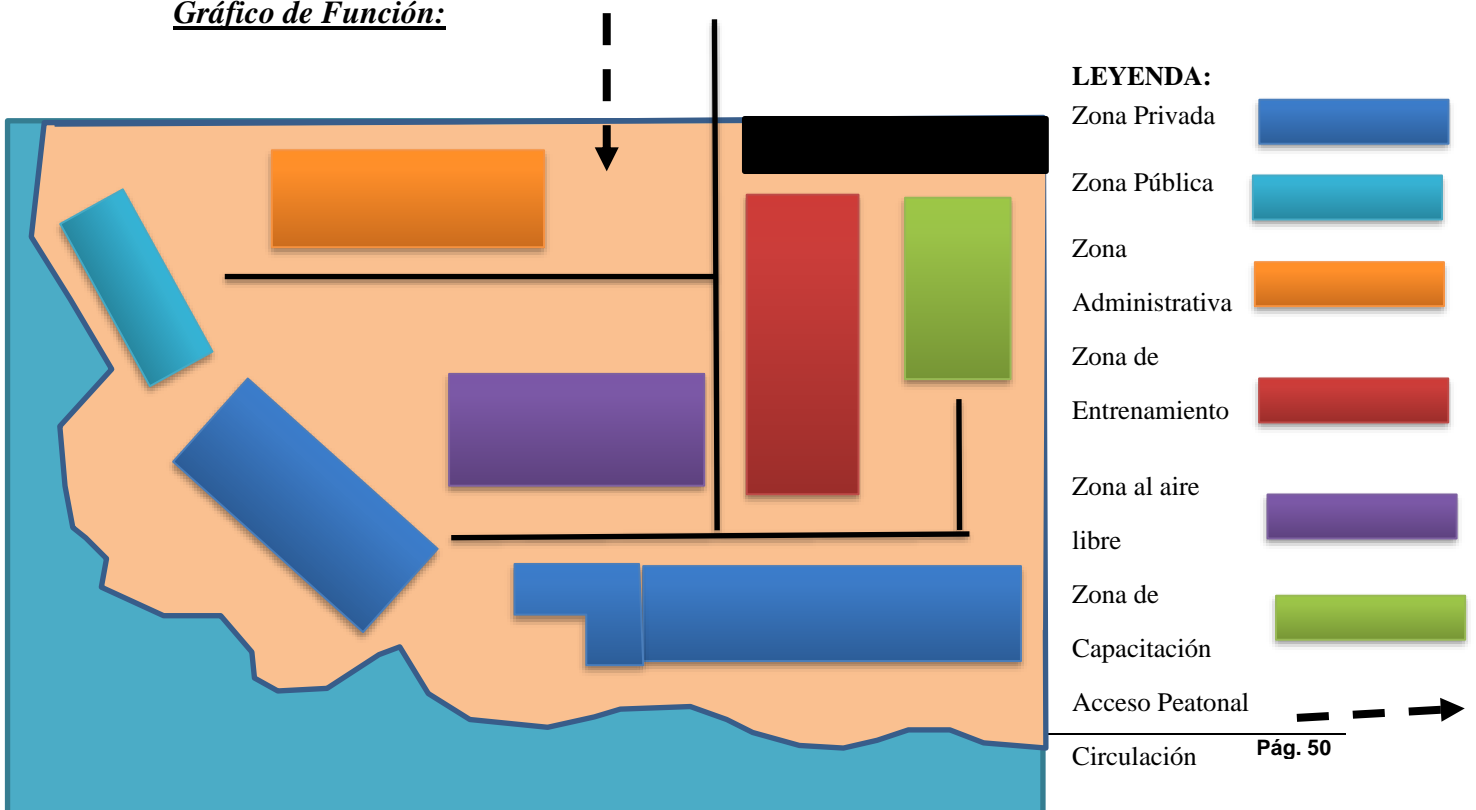 Gráfico de Función:
LEYENDA:
Zona Privada
Zona Pública
Zona
Administrativa
Zona de
Entrenamiento
Zona al aire
libre
Zona de
Capacitación
Acceso Peatonal
Circulación
Pág. 50